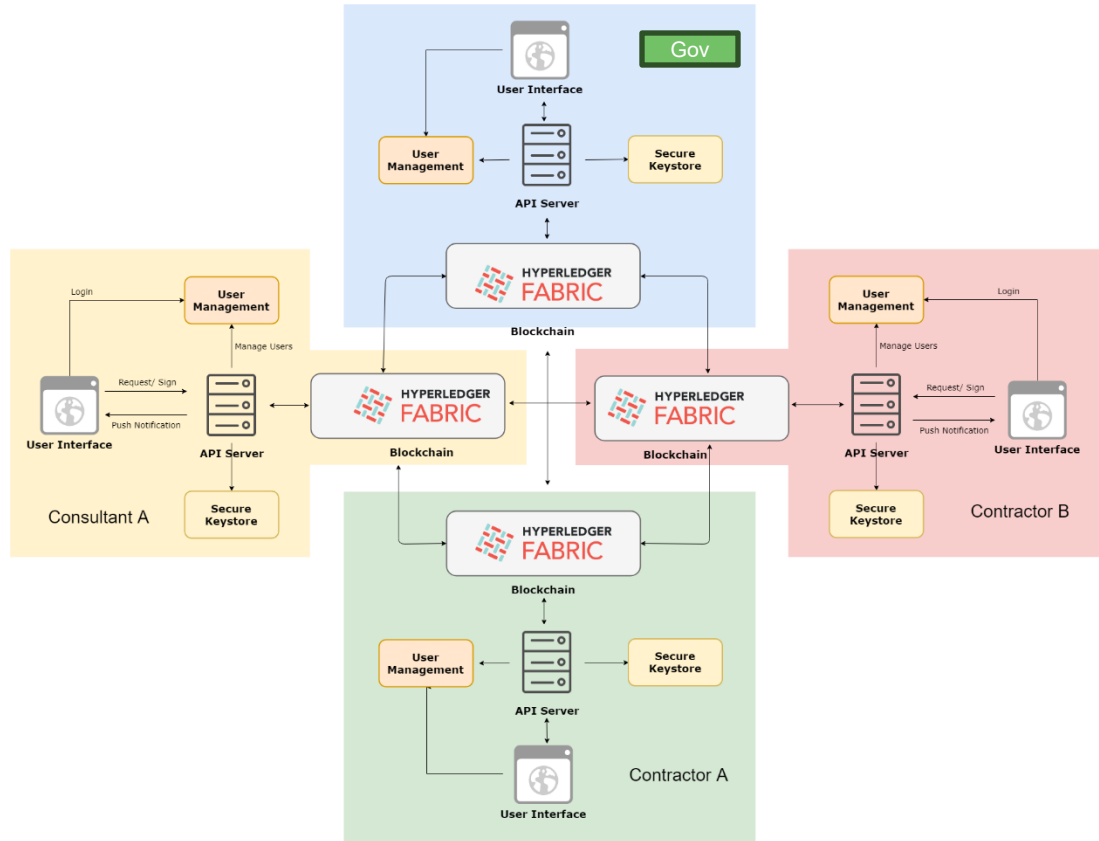 Gov
User Interface
User
Management
Secure
Keystore
API Server
HYPERLEDGER
FABRIC
Blockchain
Login
User
Management
Manage Users
Request/ Sign
Push Notification
User Interface
API Server
HYPERLEDGER
FABRIC
Blockchain
Secure
Keystore
Consultant A
HYPERLEDGER
FABRIC
Blockchain
User
Management
Login
Manage Users
Request/ Sign
Push Notification
API Server
User Interface
Secure
Keystore
Contractor B
HYPERLEDGER
FABRIC
Blockchain
User
Management
Secure
Keystore
API Server
User Interface
Contractor A